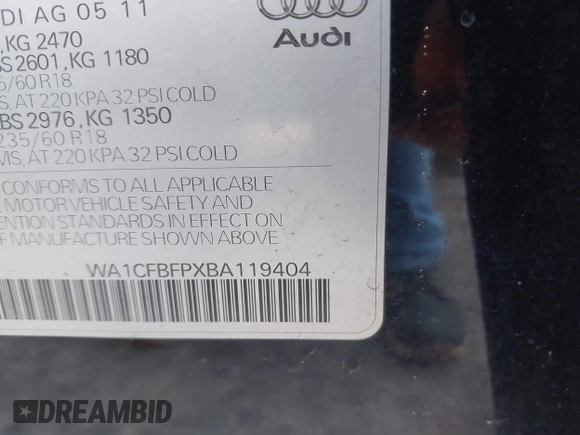 DI AG 05 11
Audi
, KG 2470
BS 2601, KG 1180
5/60 R18
S, AT 220 KPA 32 PSI COLD
BS 2976, KG 1350
235/60 R18
MS, AT 220 KPA 32 PSI COLD
CONFORMS TO ALL APPLICABLE
MOTOR VEHICLE SAFETY AND
ENTION STANDARDS IN EFFECT ON
F MANUFACTURE SHOWN ABOVE
WA1CFBFPXBA119404
DREAMBID